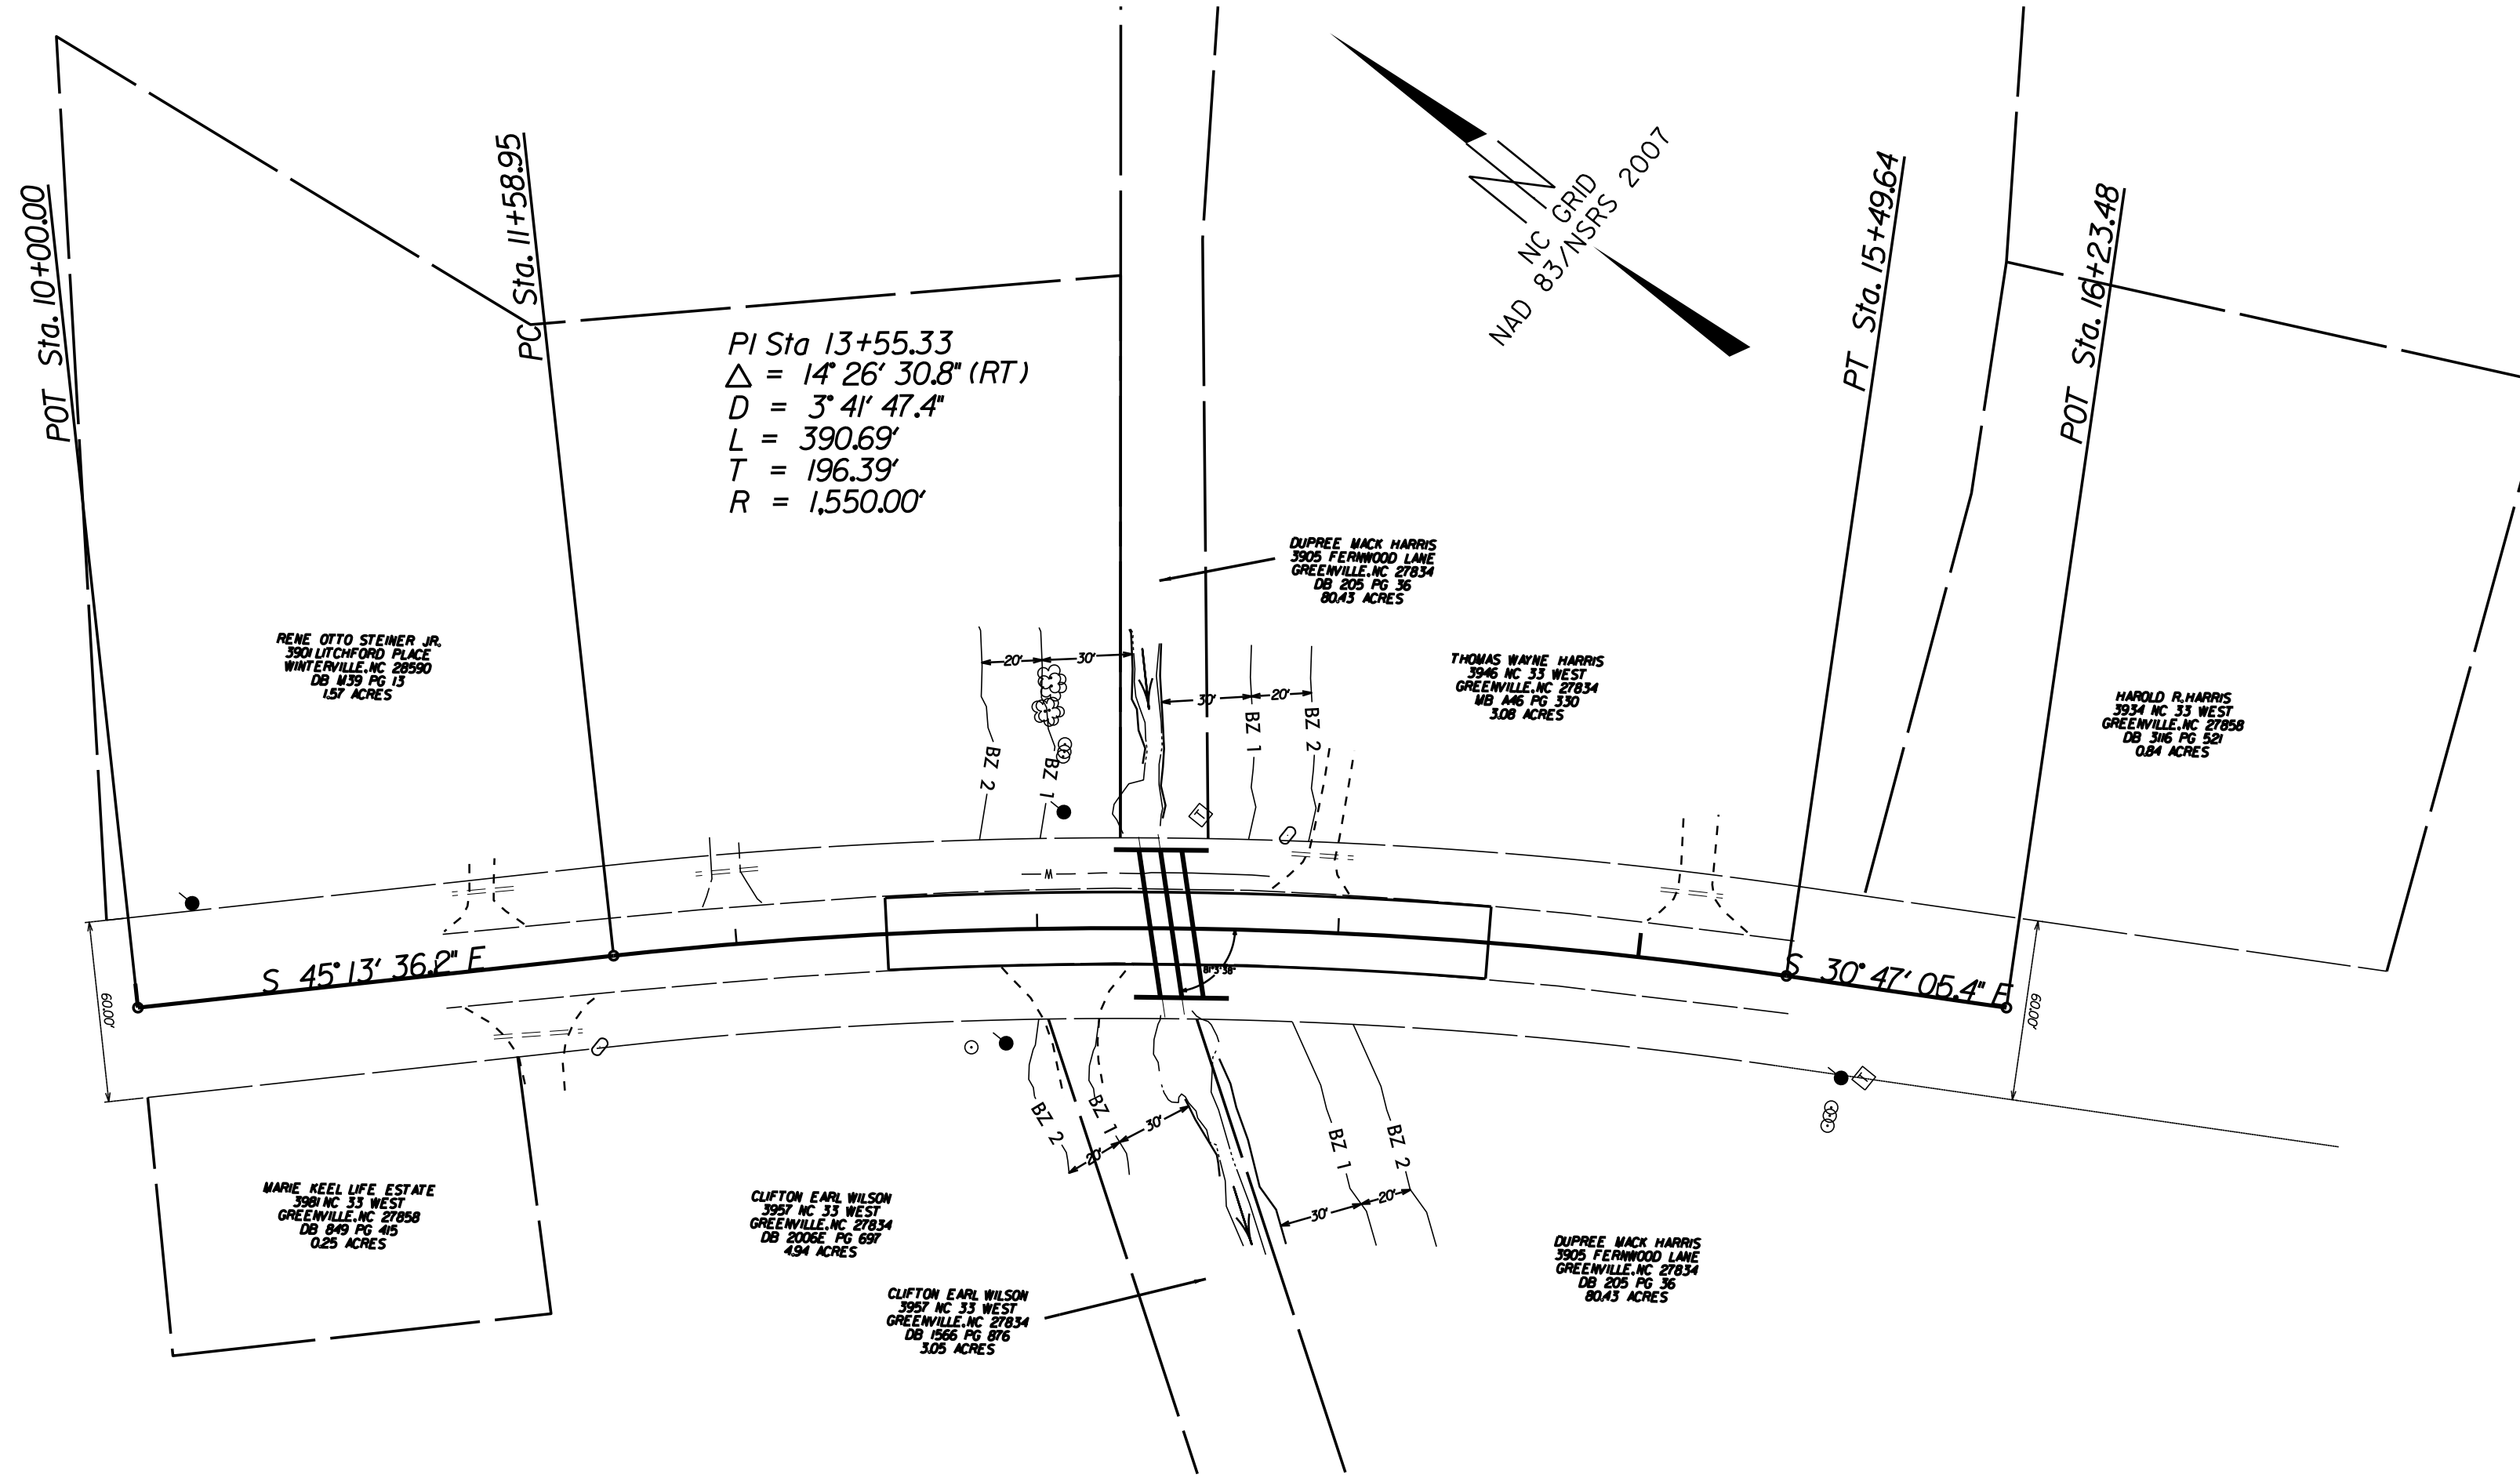 POT Sta. 10+00.00
PC Sta. 11+58.95
PI Sta 13+55.33
△ = 14° 26' 30.8" (RT)
D = 3° 41' 47.4"
L = 390.69'
T = 196.39'
R = 1,550.00'
NC GRID
NAD 83/NSRS 2007
PT Sta. 15+49.64
POT Sta. 16+23.48
DUPREE MACK HARRIS
3905 FERNWOOD LANE
GREENVILLE, NC 27834
DB 205 PG 36
80.43 ACRES
RENE OTTO STEINER JR.
3901 LITCHFORD PLACE
WINTERVILLE, NC 28590
DB M39 PG 13
1.57 ACRES
THOMAS WAYNE HARRIS
3946 NC 33 WEST
GREENVILLE, NC 27834
MB A46 PG 330
3.08 ACRES
HAROLD R. HARRIS
3934 NC 33 WEST
GREENVILLE, NC 27858
DB 3116 PG 521
0.84 ACRES
20'
30'
30'
20'
BZ 2
BZ 1
BZ 1
BZ 2
T
W
S 45° 13' 36.2" E
81°3'38"
S 30° 47' 05.4" E
60.00'
60.00'
T
BZ 2
BZ 1
20'
30'
BZ 1
BZ 2
30'
20'
MARIE KEEL LIFE ESTATE
3981 NC 33 WEST
GREENVILLE, NC 27858
DB 849 PG 415
0.25 ACRES
CLIFTON EARL WILSON
3957 NC 33 WEST
GREENVILLE, NC 27834
DB 2006E PG 697
4.94 ACRES
CLIFTON EARL WILSON
3957 NC 33 WEST
GREENVILLE, NC 27834
DB 1566 PG 876
3.05 ACRES
DUPREE MACK HARRIS
3905 FERNWOOD LANE
GREENVILLE, NC 27834
DB 205 PG 36
80.43 ACRES